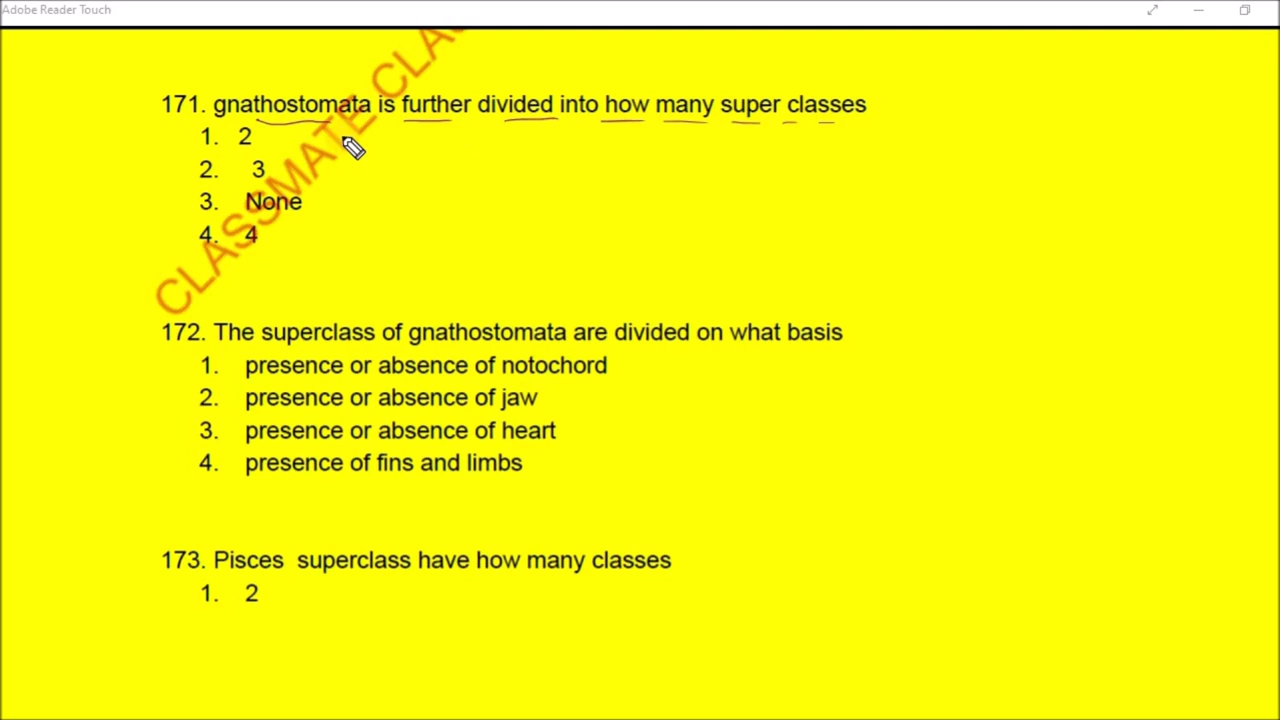 Adobe Reader Touch
171. gnathostomata is further divided into how many super classes
1. 2
2. 3
3. None
4. 4
CLASSMATE CLAS
172. The superclass of gnathostomata are divided on what basis
1. presence or absence of notochord
2. presence or absence of jaw
3. presence or absence of heart
4. presence of fins and limbs
173. Pisces superclass have how many classes
1. 2